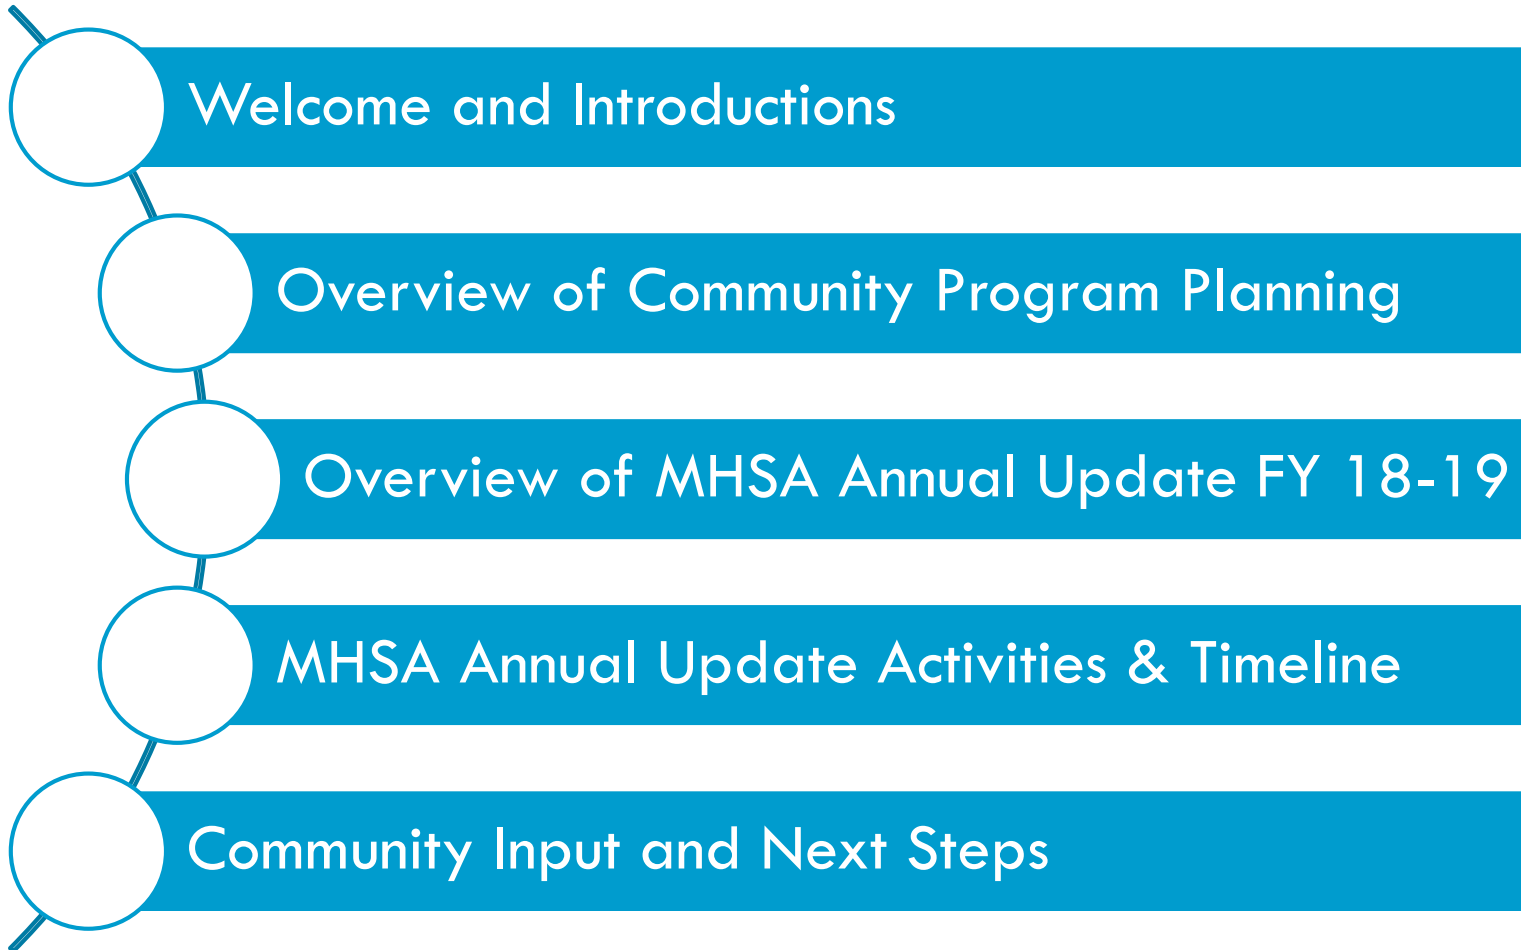 Welcome and Introductions
Overview of Community Program Planning
Overview of MHSA Annual Update FY 18-19
MHSA Annual Update Activities & Timeline
Community Input and Next Steps